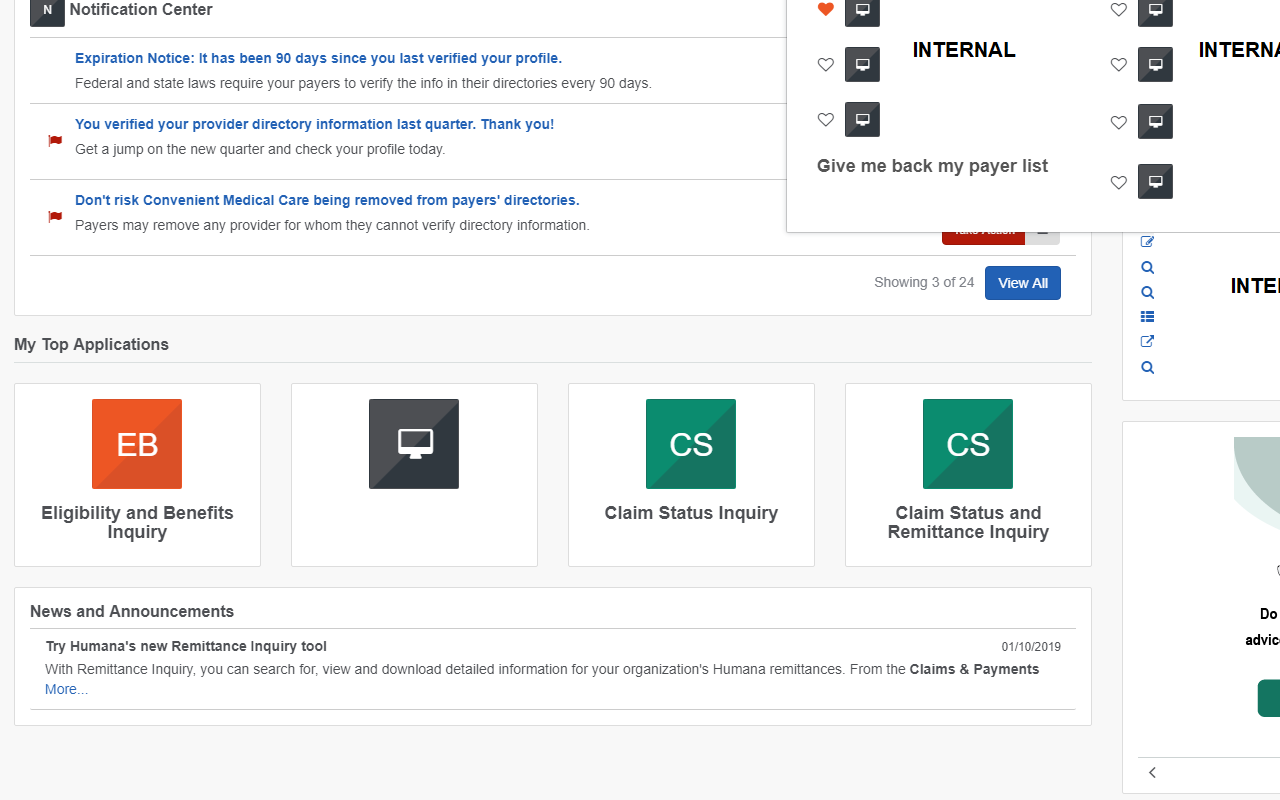 N Notification Center
Expiration Notice: It has been 90 days since you last verified your profile.
Federal and state laws require your payers to verify the info in their directories every 90 days.
You verified your provider directory information last quarter. Thank you!
Get a jump on the new quarter and check your profile today.
Don't risk Convenient Medical Care being removed from payers' directories.
Payers may remove any provider for whom they cannot verify directory information.
Showing 3 of 24 View All
INTERNAL
INTERNA
Give me back my payer list
INTE
My Top Applications
EB
Eligibility and Benefits
Inquiry
CS
Claim Status Inquiry
CS
Claim Status and
Remittance Inquiry
News and Announcements
Try Humana's new Remittance Inquiry tool 01/10/2019
With Remittance Inquiry, you can search for, view and download detailed information for your organization's Humana remittances. From the Claims & Payments
More...
Do
advic